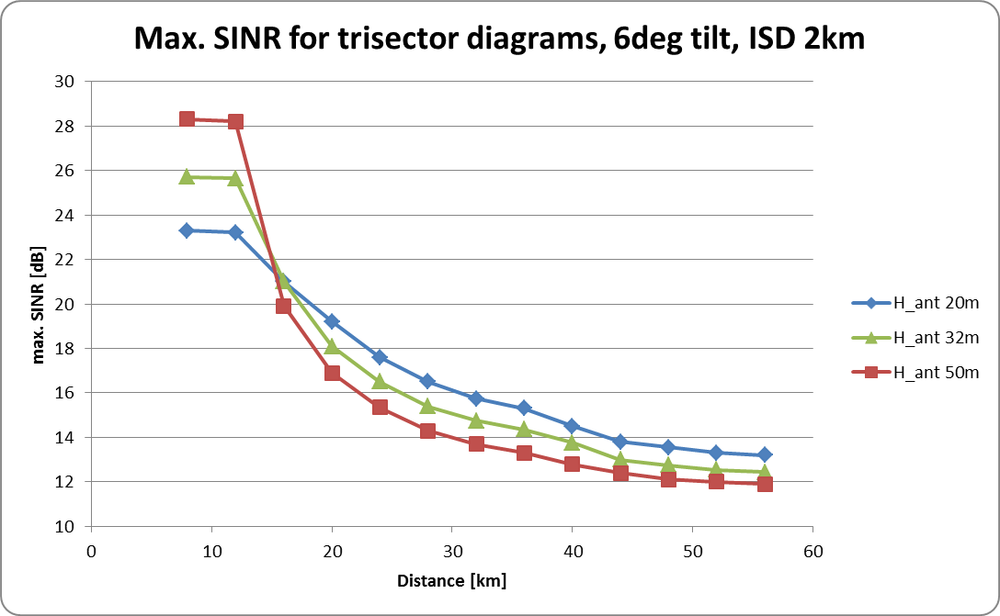 Max. SINR for trisector diagrams, 6deg tilt, ISD 2km
30
28
26
24
22
20
18
16
14
12
10
max. SINR [dB]
0 10 20 30 40 50 60
Distance [km]
H_ant 20m
H_ant 32m
H_ant 50m